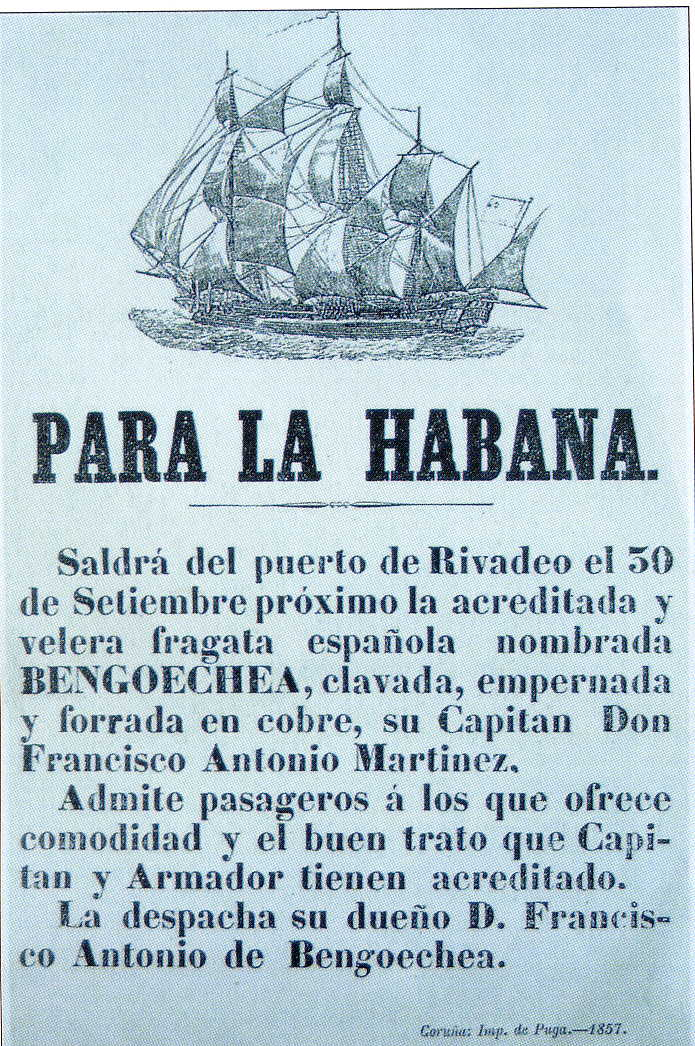 PARA LA HABANA.
Saldrá del puerto de Rivadeo el 30
de Setiembre próximo la acreditada y
velera fragata española nombrada
BENGOECHEA, clavada, empernada
y forrada en cobre, su Capitan Don
Francisco Antonio Martinez.
Admite pasageros á los que ofrece
comodidad y el buen trato que Capi-
tan y Armador tienen acreditado.
La despacha su dueño D. Francis-
co Antonio de Bengoechea.
Coruña: Imp. de Puga.—1857.